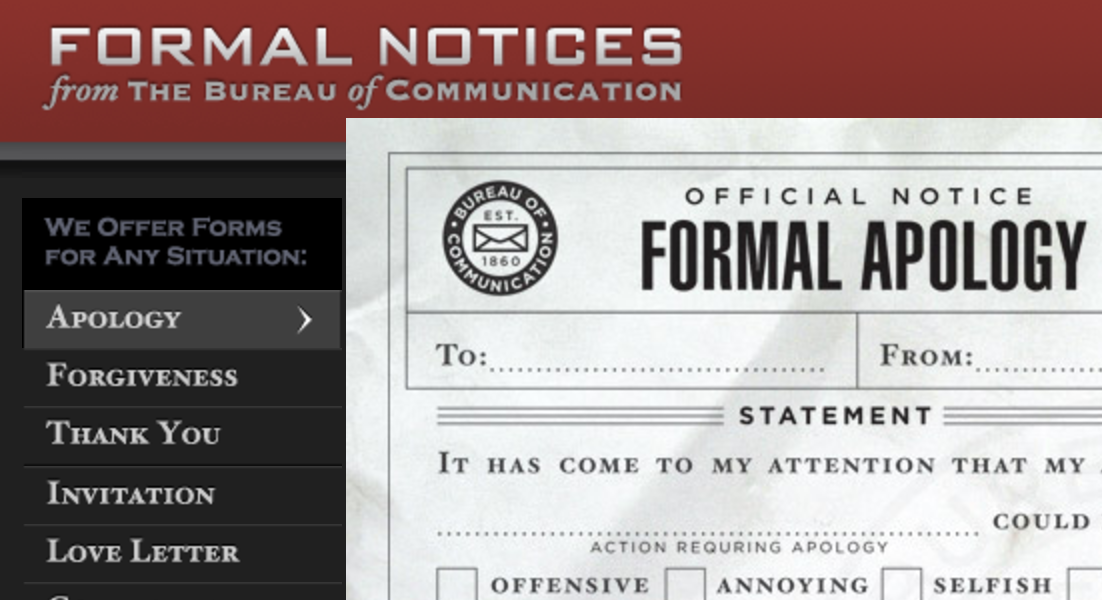 FORMAL NOTICES
from THE BUREAU of COMMUNICATION
WE OFFER FORMS
FOR ANY SITUATION:
APOLOGY
FORGIVENESS
THANK YOU
INVITATION
LOVE LETTER
BUREAU OF
COMMUNICATION
EST.
1860
OFFICIAL NOTICE
FORMAL APOLOGY
TO:
FROM:
STATEMENT
IT HAS COME TO MY ATTENTION THAT MY
COULD
ACTION REQURING APOLOGY
OFFENSIVE ANNOYING SELFISH